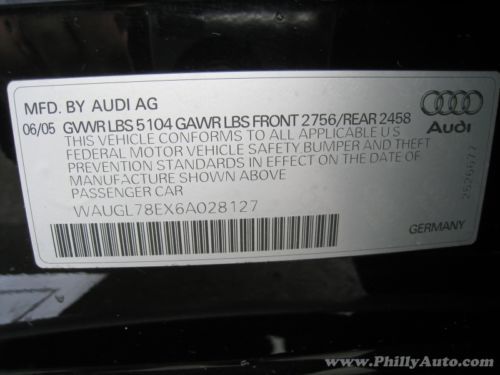 MFD. BY AUDI AG
06/05 GVWR LBS 5104 GAWR LBS FRONT 2756/REAR 2458
THIS VEHICLE CONFORMS TO ALL APPLICABLE U S
FEDERAL MOTOR VEHICLE SAFETY BUMPER AND THEFT
PREVENTION STANDARDS IN EFFECT ON THE DATE OF
MANUFACTURE SHOWN ABOVE
PASSENGER CAR
WAUGL78EX6A028127
Audi
2626677
GERMANY
www.PhillyAuto.com